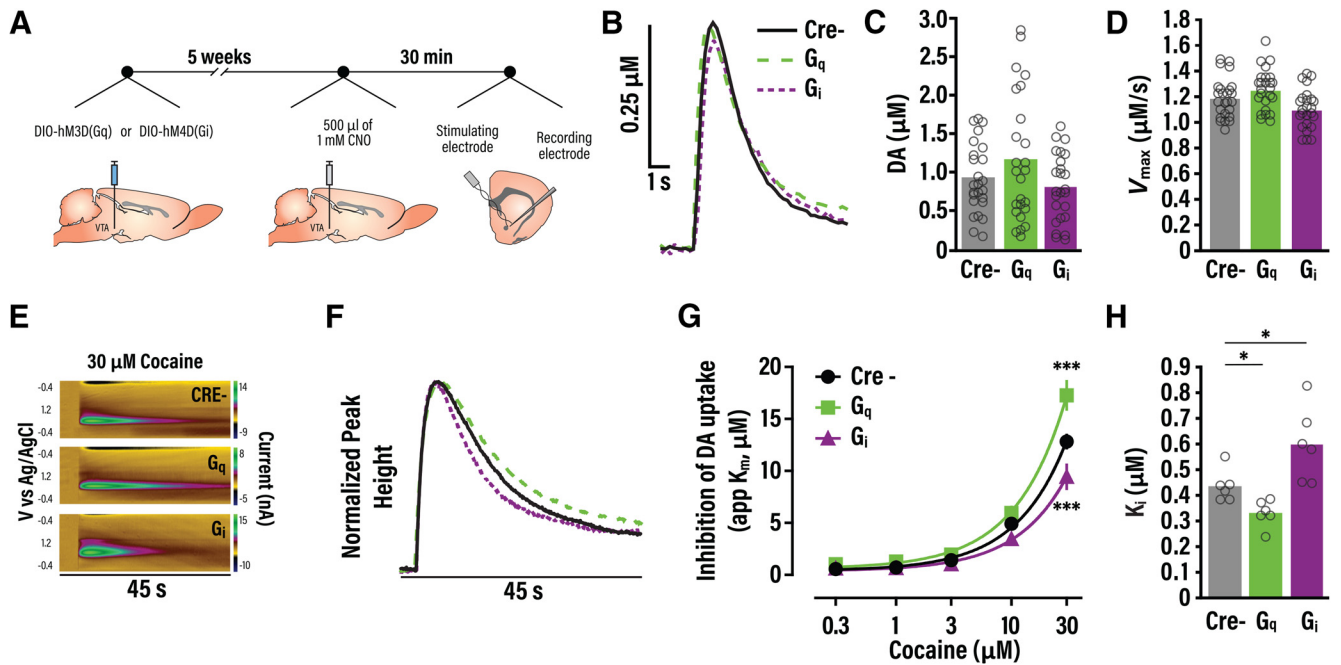 A
5 weeks
30 min
DIO-hM3D(Gq) or DIO-hM4D(Gi)
500 µl of
1 mM CNO
Stimulating
electrode
Recording
electrode
VTA
VTA
B
0.25 µM
1 s
Cre-
Gq
Gi
C
DA (µM)
3.0
2.5
2.0
1.5
1.0
0.5
0
Cre- Gq Gi
D
Vmax (µM/s)
1.8
1.6
1.4
1.2
1.0
0.8
0.6
0.4
0.2
0
Cre- Gq Gi
E
30 µM Cocaine
V vs Ag/AgCl
-0.4
1.2
-0.4
CRE-
14
-9
-0.4
1.2
-0.4
Gq
8
-5
-0.4
1.2
-0.4
Gi
15
-10
Current (nA)
45 s
F
Normalized Peak
Height
45 s
G
Inhibition of DA uptake
(app Km, µM)
20
15
10
5
0
Cre -
Gq
Gi
***
***
0.3 1 3 10 30
Cocaine (µM)
H
Ki (µM)
0.9
0.8
0.7
0.6
0.5
0.4
0.3
0.2
0.1
0
*
*
Cre- Gq Gi